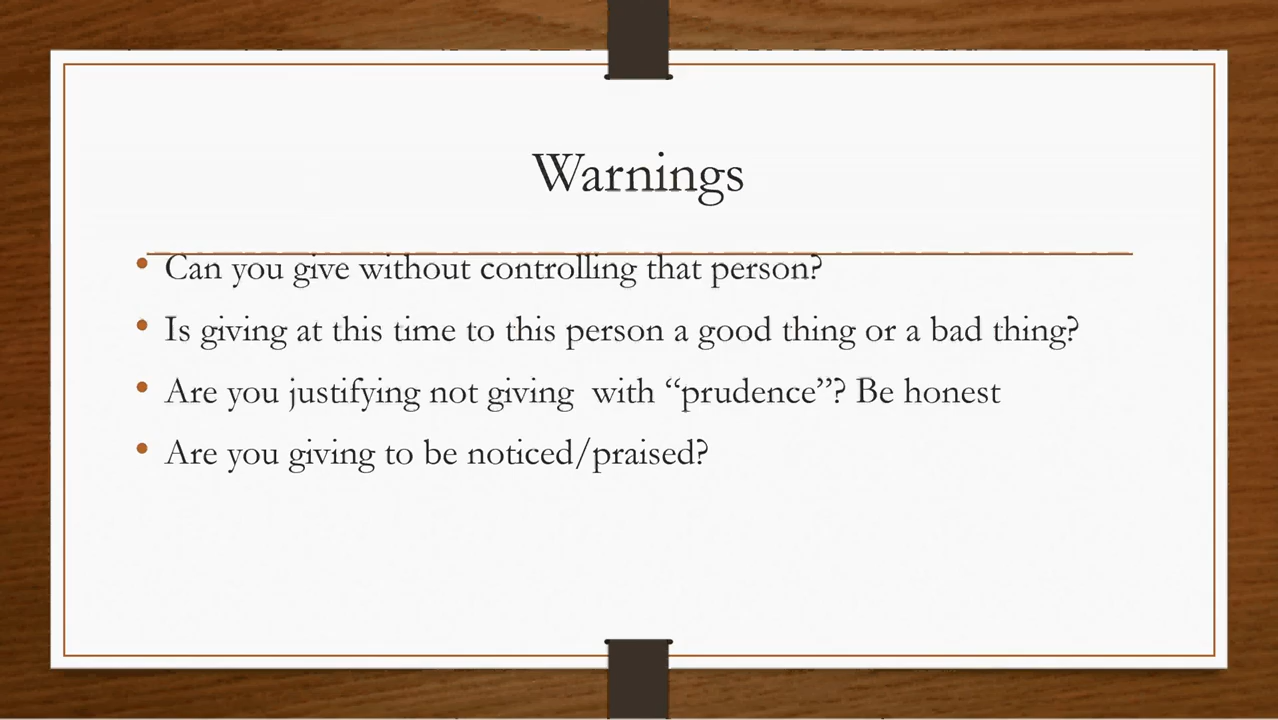 Warnings
• Can you give without controlling that person?
• Is giving at this time to this person a good thing or a bad thing?
• Are you justifying not giving  with “prudence”? Be honest
• Are you giving to be noticed/praised?